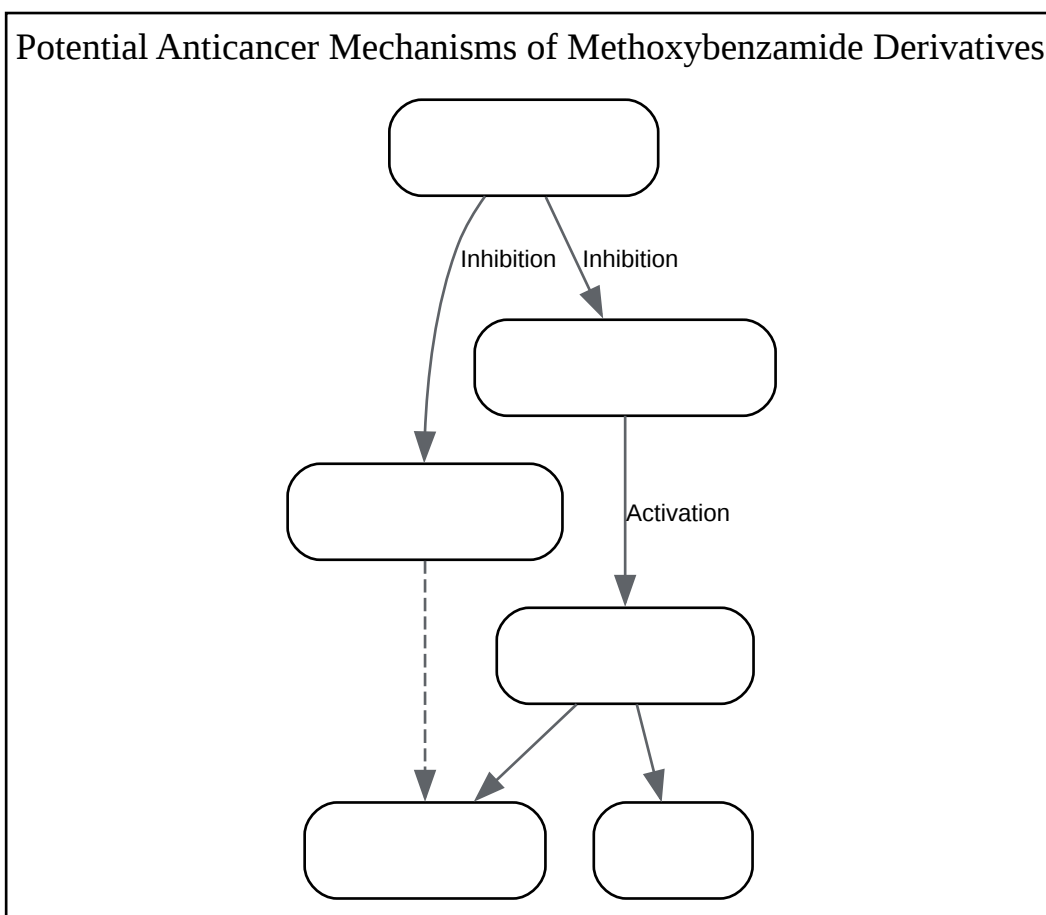 Potential Anticancer Mechanisms of Methoxybenzamide Derivatives
Inhibition
Inhibition
Activation